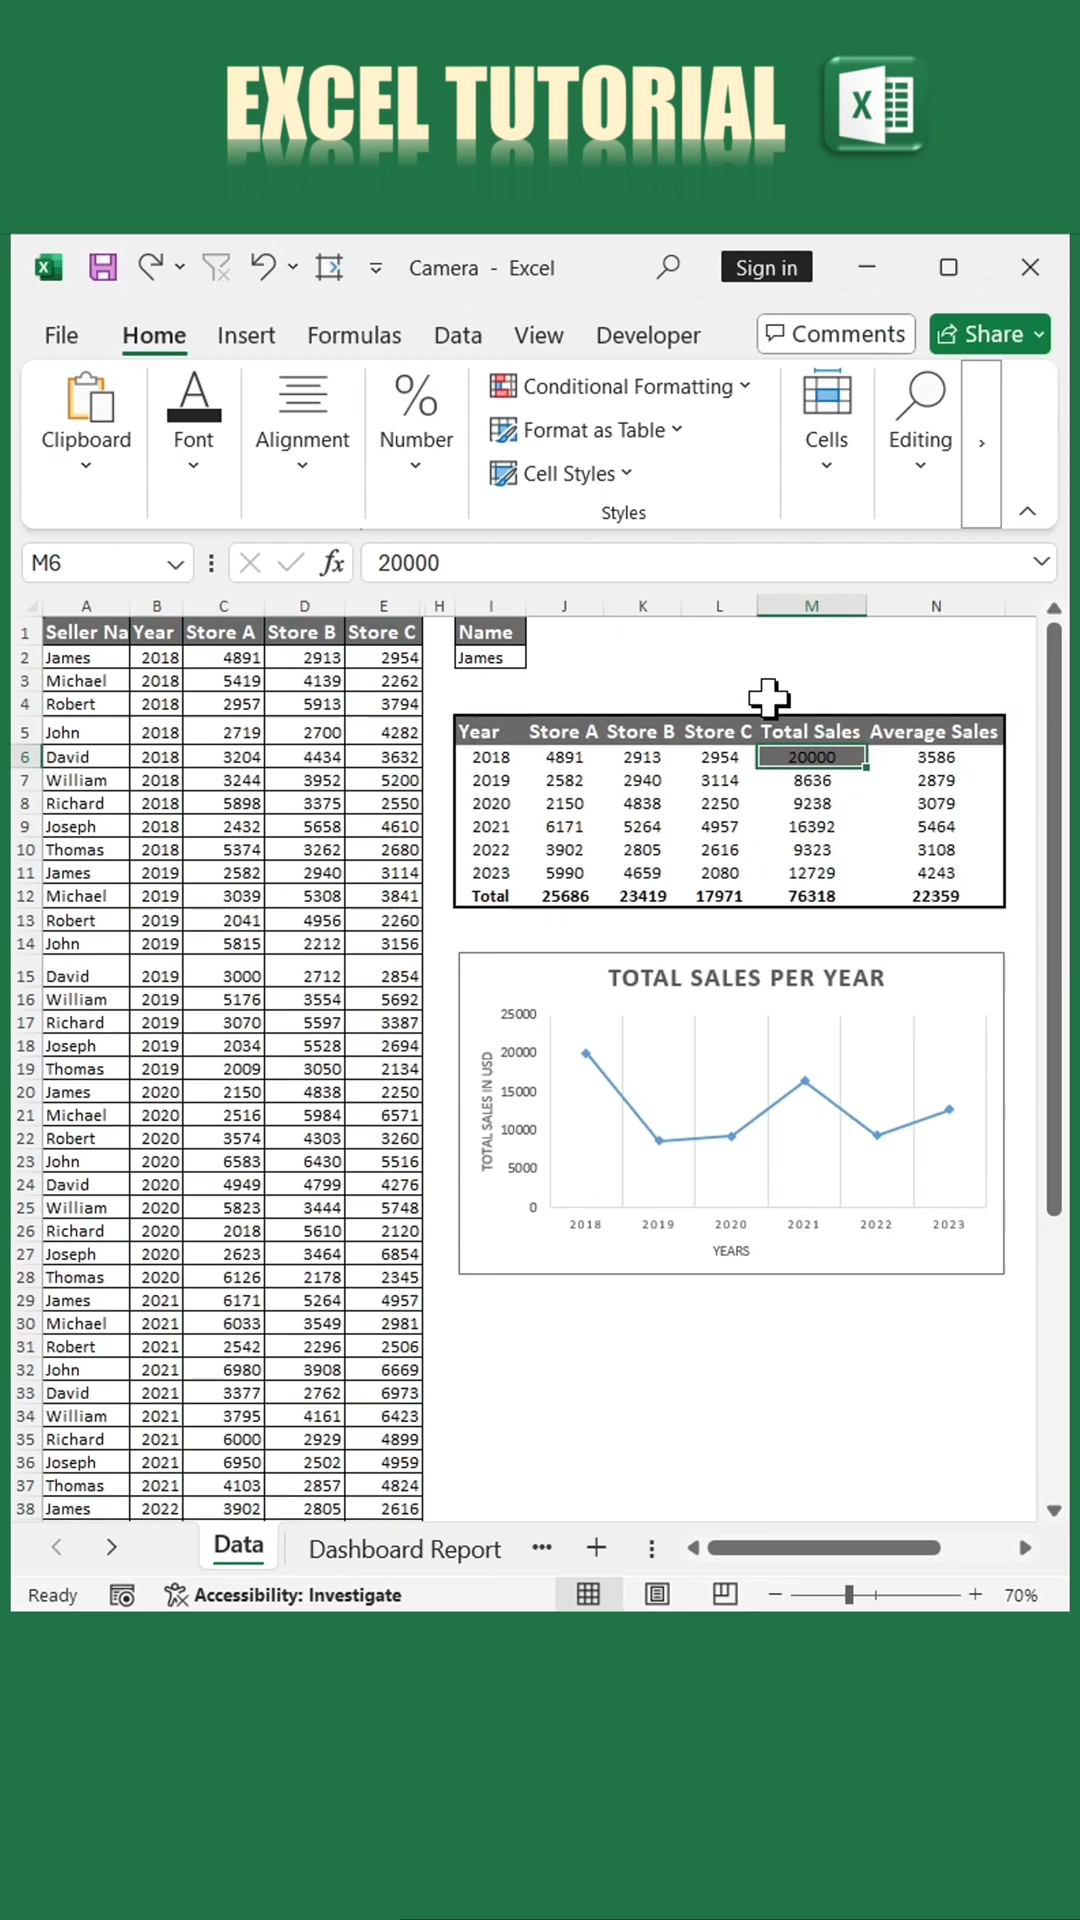 EXCEL TUTORIAL
X
Camera - Excel
Sign in
File Home Insert Formulas Data View Developer
Comments
Share
Clipboard
Font
Alignment
%
Number
Conditional Formatting
Format as Table
Cell Styles
Styles
Cells
Editing
M6
fx
20000
A B C D E H I J K L M N
1 Seller Na Year Store A Store B Store C Name
2 James 2018 4891 2913 2954 James
3 Michael 2018 5419 4139 2262
4 Robert 2018 2957 5913 3794
5 John 2018 2719 2700 4282 Year Store A Store B Store C Total Sales Average Sales
6 David 2018 3204 4434 3632 2018 4891 2913 2954 20000 3586
7 William 2018 3244 3952 5200 2019 2582 2940 3114 8636 2879
8 Richard 2018 5898 3375 2550 2020 2150 4838 2250 9238 3079
9 Joseph 2018 2432 5658 4610 2021 6171 5264 4957 16392 5464
10 Thomas 2018 5374 3262 2680 2022 3902 2805 2616 9323 3108
11 James 2019 2582 2940 3114 2023 5990 4659 2080 12729 4243
12 Michael 2019 3039 5308 3841 Total 25686 23419 17971 76318 22359
13 Robert 2019 2041 4956 2260
14 John 2019 5815 2212 3156
15 David 2019 3000 2712 2854
16 William 2019 5176 3554 5692
17 Richard 2019 3070 5597 3387
18 Joseph 2019 2034 5528 2694
19 Thomas 2019 2009 3050 2134
20 James 2020 2150 4838 2250
21 Michael 2020 2516 5984 6571
22 Robert 2020 3574 4303 3260
23 John 2020 6583 6430 5516
24 David 2020 4949 4799 4276
25 William 2020 5823 3444 5748
26 Richard 2020 2018 5610 2120
27 Joseph 2020 2623 3464 6854
28 Thomas 2020 6126 2178 2345
29 James 2021 6171 5264 4957
30 Michael 2021 6033 3549 2981
31 Robert 2021 2542 2296 2506
32 John 2021 6980 3908 6669
33 David 2021 3377 2762 6973
34 William 2021 3795 4161 6423
35 Richard 2021 6000 2929 4899
36 Joseph 2021 6950 2502 4959
37 Thomas 2021 4103 2857 4824
38 James 2022 3902 2805 2616
TOTAL SALES PER YEAR
TOTAL SALES IN USD
25000
20000
15000
10000
5000
0
2018 2019 2020 2021 2022 2023
YEARS
Data Dashboard Report
Ready
Accessibility: Investigate
70%